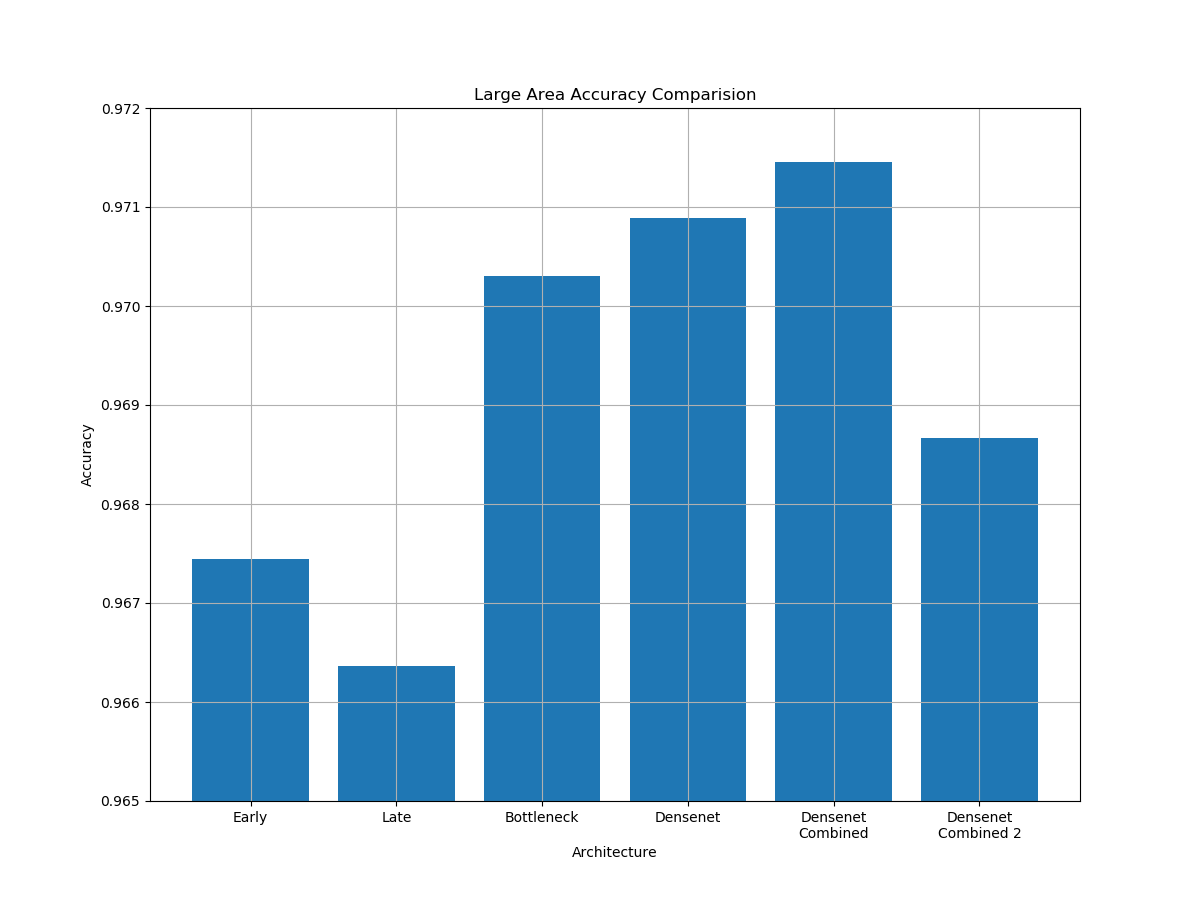 Large Area Accuracy Comparision
0.972
0.971
0.970
0.969
0.968
0.967
0.966
0.965
Accuracy
Early
Late
Bottleneck
Densenet
Densenet
Combined
Densenet
Combined 2
Architecture